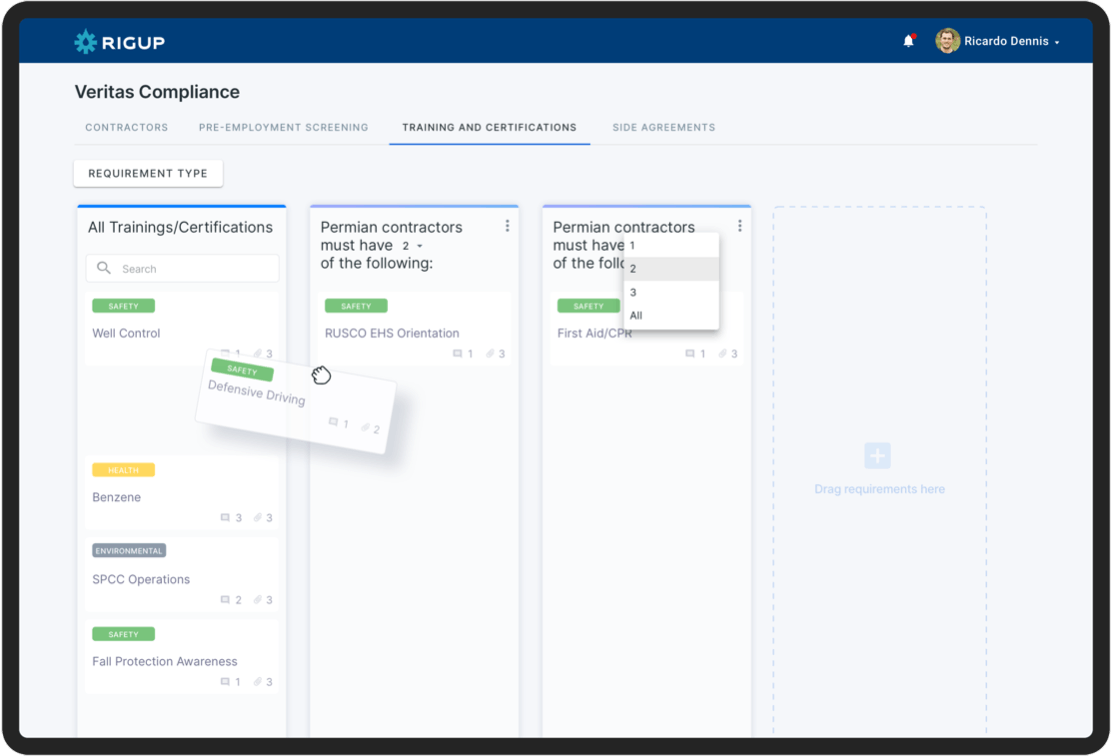 RIGUP
Ricardo Dennis
Veritas Compliance
CONTRACTORS
PRE-EMPLOYMENT SCREENING
TRAINING AND CERTIFICATIONS
SIDE AGREEMENTS
REQUIREMENT TYPE
All Trainings/Certifications
Search
SAFETY
Well Control
1 3
SAFETY
Defensive Driving
1 2
HEALTH
Benzene
3 3
ENVIRONMENTAL
SPCC Operations
2 3
SAFETY
Fall Protection Awareness
1 3
Permian contractors
must have 2
of the following:
SAFETY
RUSCO EHS Orientation
1 3
Permian contractors
must have
of the follo
1
2
3
All
SAFETY
First Aid/CPR
1 3
Drag requirements here